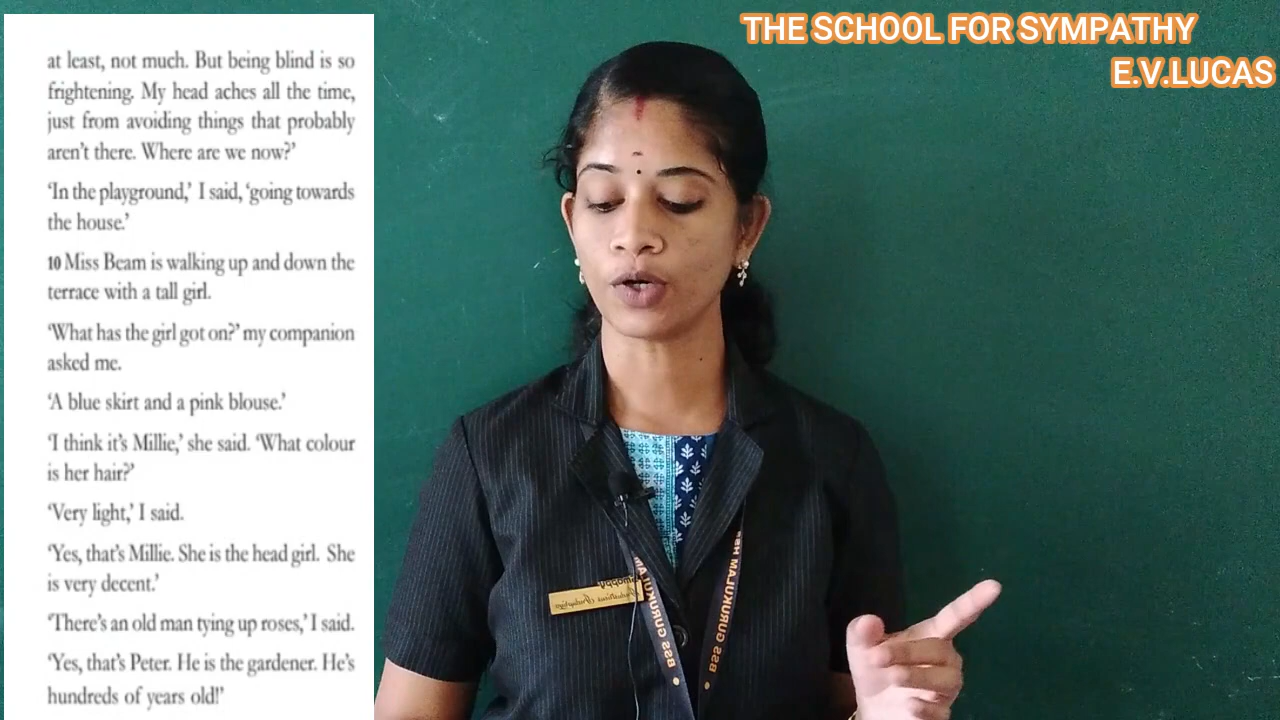 THE SCHOOL FOR SYMPATHY
E.V.LUCAS
at least, not much. But being blind is so
frightening. My head aches all the time,
just from avoiding things that probably
aren't there. Where are we now?'
'In the playground,' I said, 'going towards
the house.'
10 Miss Beam is walking up and down the
terrace with a tall girl.
'What has the girl got on?' my companion
asked me.
'A blue skirt and a pink blouse.'
'I think it's Millie,' she said. 'What colour
is her hair?'
'Very light,' I said.
'Yes, that's Millie. She is the head girl. She
is very decent.'
'There's an old man tying up roses,' I said.
'Yes, that's Peter. He is the gardener. He's
hundreds of years old!'
BSS GURUKULAM
BSS GURUKULAM HSS